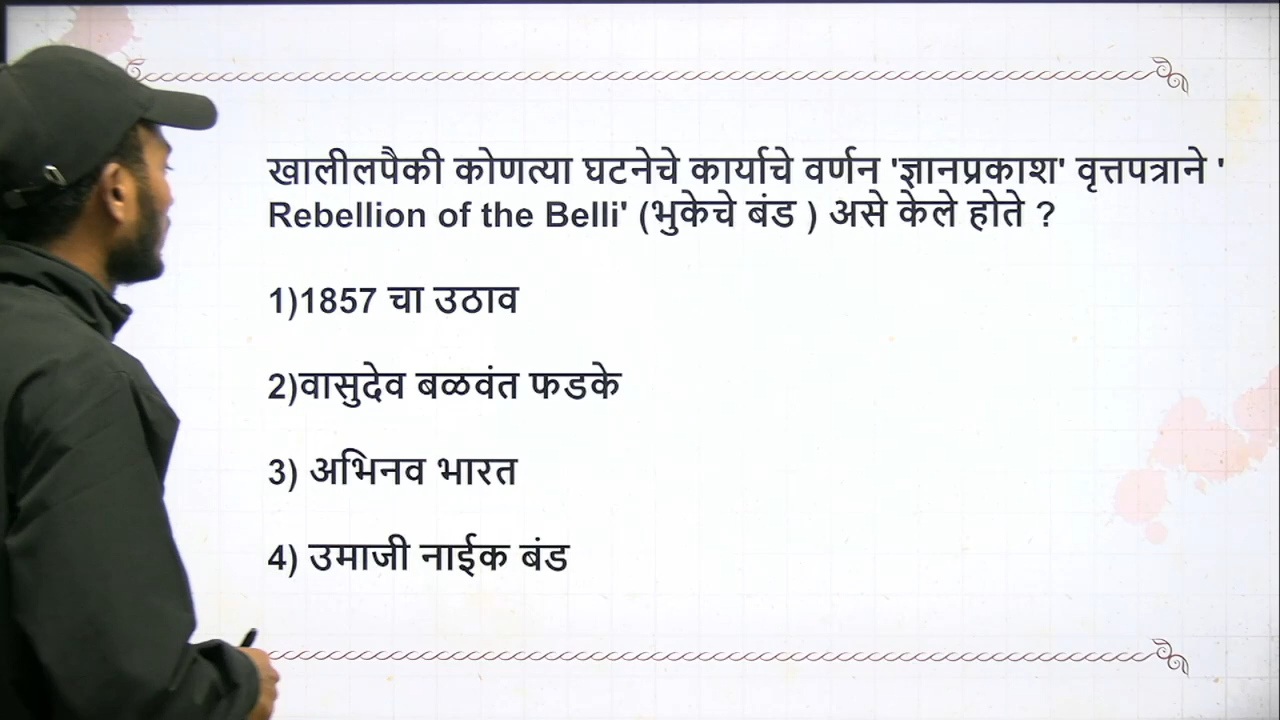 खालीलपैकी कोणत्या घटनेचे कार्याचे वर्णन 'ज्ञानप्रकाश' वृत्तपत्राने '
Rebellion of the Belli' (भुकेचे बंड ) असे केले होते ?
1)1857 चा उठाव
2)वासुदेव बळवंत फडके
3) अभिनव भारत
4) उमाजी नाईक बंड